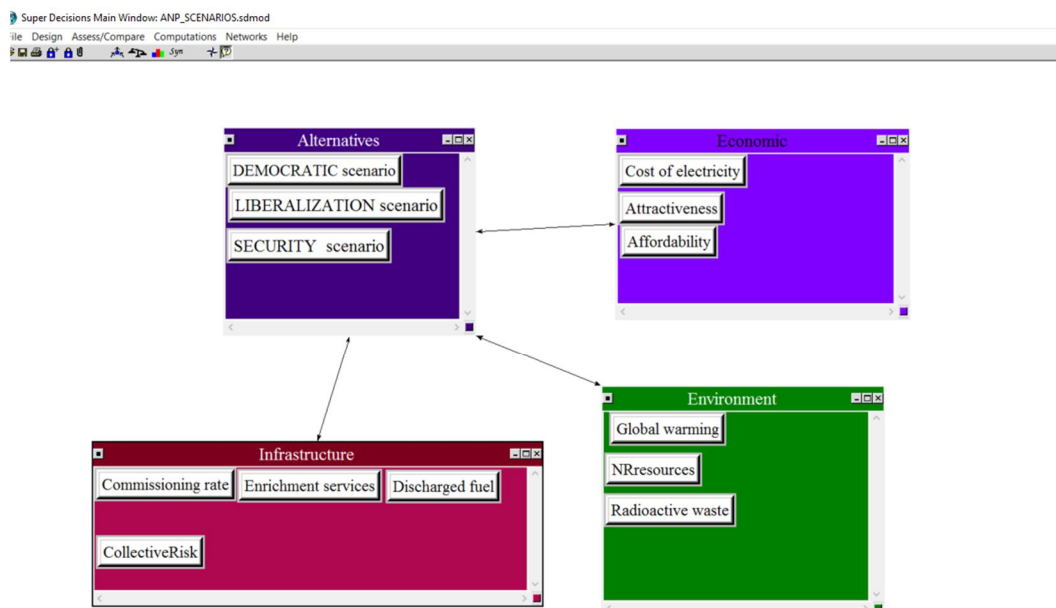 Super Decisions Main Window: ANP_SCENARIOS.sdmod
ile Design Assess/Compare Computations Networks Help
Syn
Alternatives
DEMOCRATIC scenario
LIBERALIZATION scenario
SECURITY scenario
Economic
Cost of electricity
Attractiveness
Affordability
Infrastructure
Commissioning rate Enrichment services Discharged fuel
CollectiveRisk
Environment
Global warming
NRresources
Radioactive waste